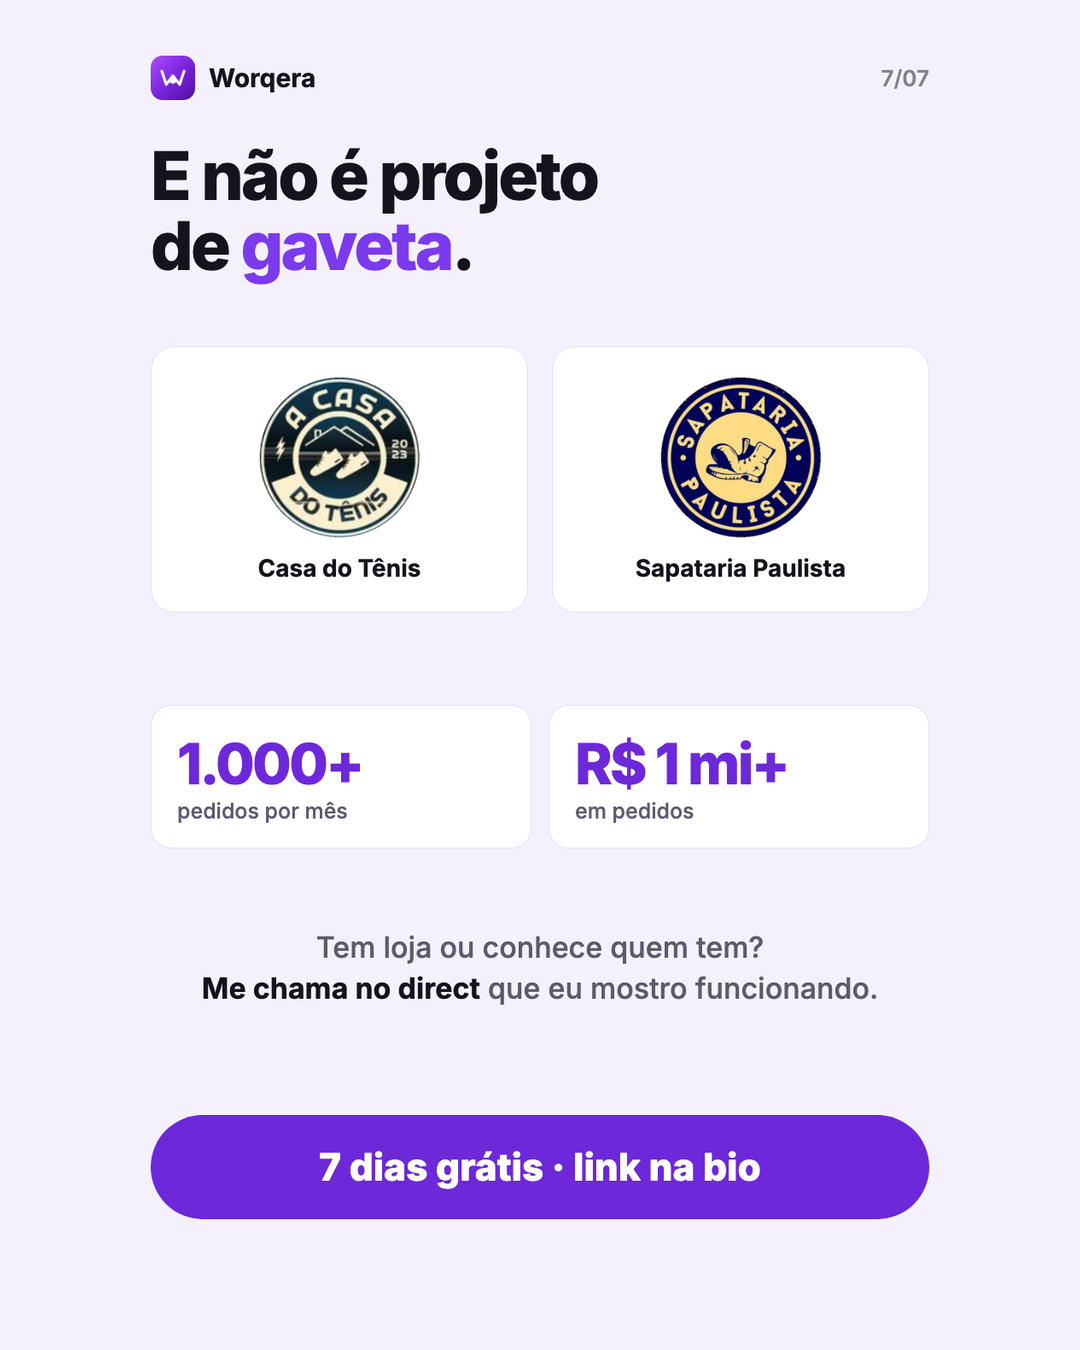 Worqera
7/07
E não é projeto
de gaveta.
A CASA
20
23
DO TÊNIS
Casa do Tênis
SAPATARIA
PAULISTA
Sapataria Paulista
1.000+
pedidos por mês
R$ 1 mi+
em pedidos
Tem loja ou conhece quem tem?
Me chama no direct que eu mostro funcionando.
7 dias grátis · link na bio